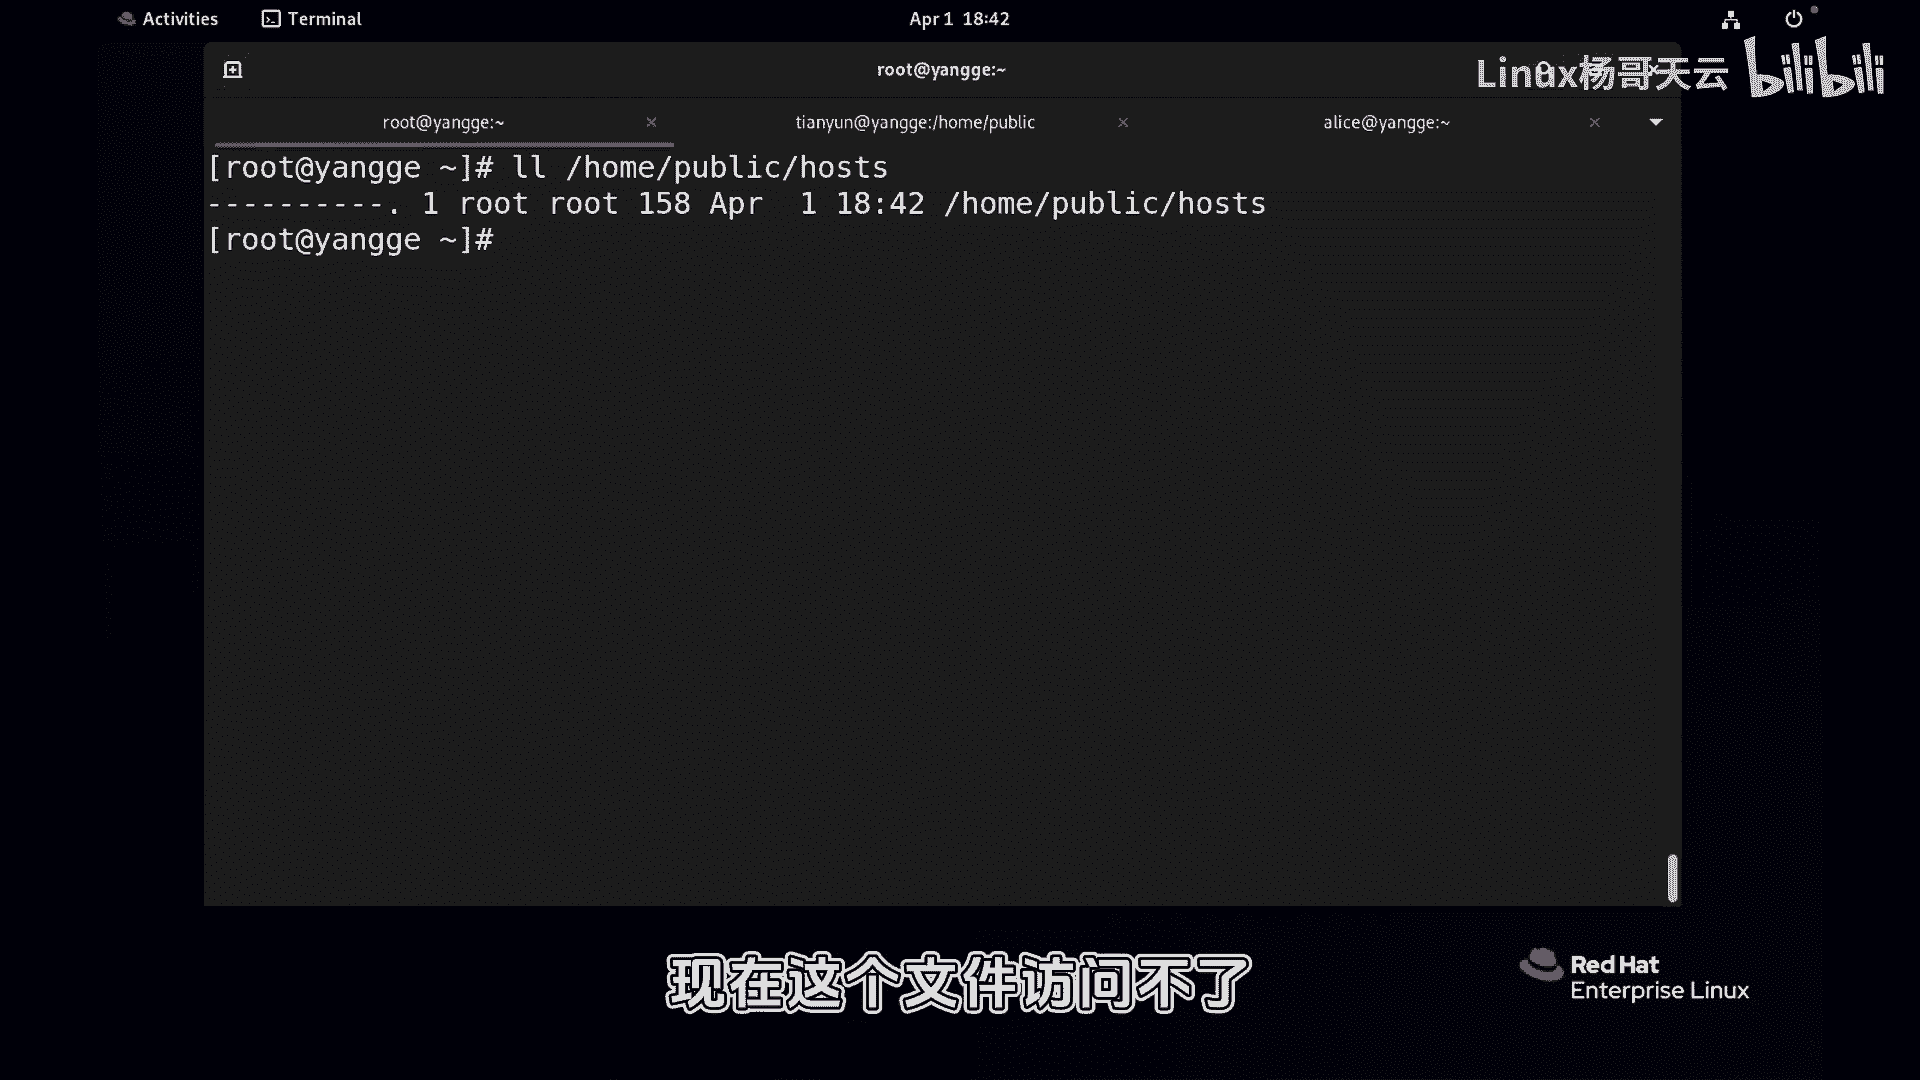 Activities
Terminal
Apr 1 18:42
root@yangge:~
Linux杨哥天云 bilibili
root@yangge:~
tianyun@yangge:/home/public
alice@yangge:~
[root@yangge ~]# ll /home/public/hosts
----------. 1 root root 158 Apr  1 18:42 /home/public/hosts
[root@yangge ~]#
现在这个文件访问不了
Red Hat
Enterprise Linux